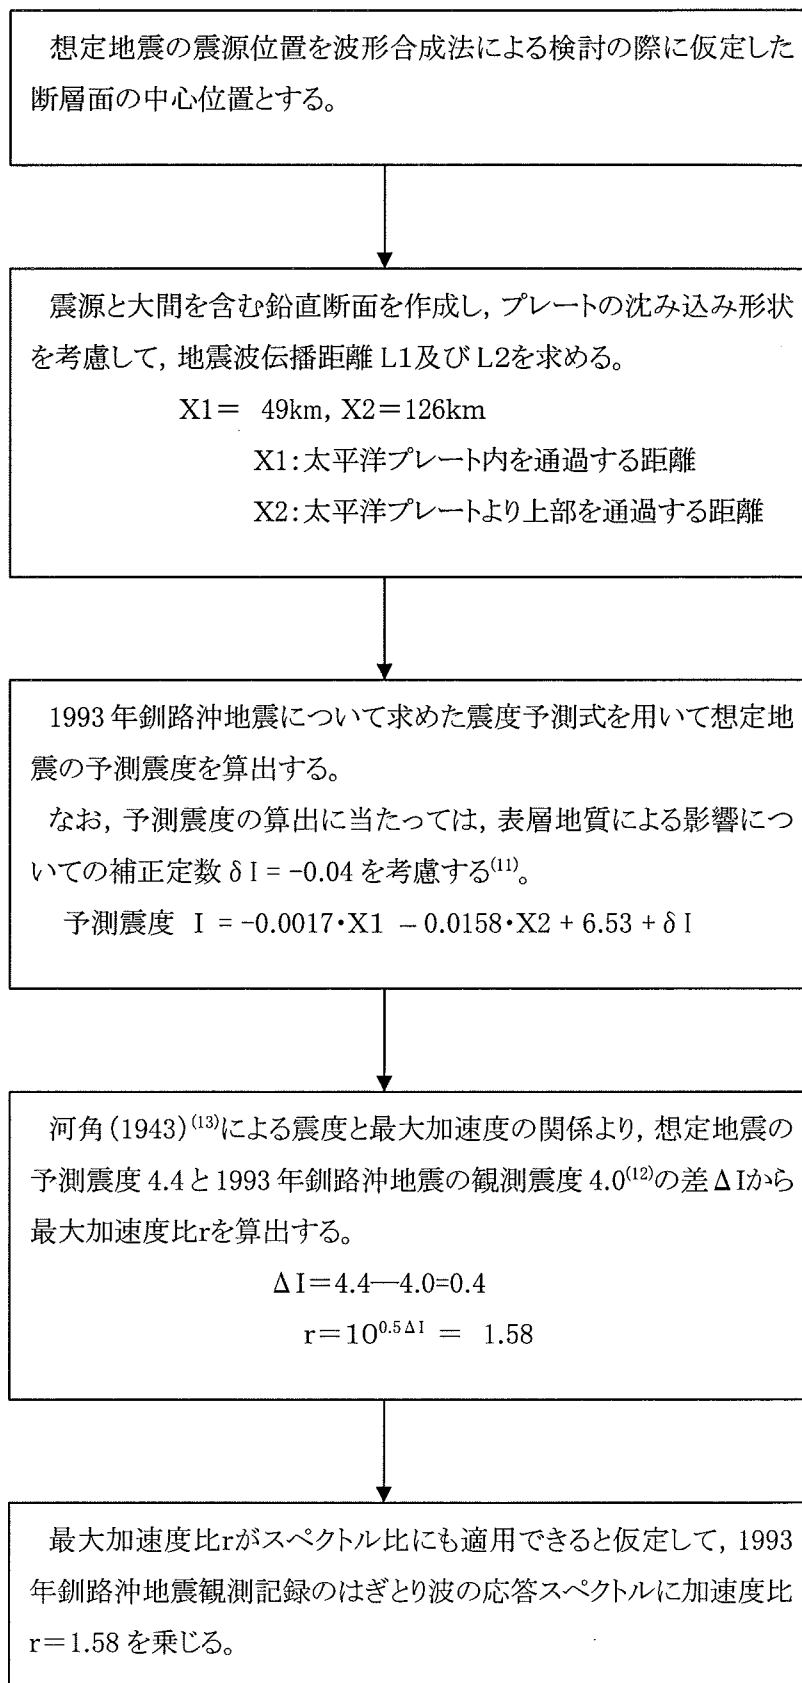 想定地震の震源位置を波形合成法による検討の際に仮定した
断層面の中心位置とする。
震源と大間を含む鉛直断面を作成し，プレートの沈み込み形状
を考慮して，地震波伝播距離L1及びL2を求める。
X1＝ 49km，X2＝126km
X1：太平洋プレート内を通過する距離
X2：太平洋プレートより上部を通過する距離
1993年釧路沖地震について求めた震度予測式を用いて想定地
震の予測震度を算出する。
なお，予測震度の算出に当たっては，表層地質による影響につ
いての補正定数δI = -0.04を考慮する(11)。
予測震度 I = -0.0017・X1 – 0.0158・X2 + 6.53 + δI
河角(1943)(13)による震度と最大加速度の関係より，想定地震の
予測震度4.4と1993年釧路沖地震の観測震度4.0(12)の差ΔIから
最大加速度比rを算出する。
ΔI＝4.4—4.0=0.4
r＝10^0.5ΔI ＝ 1.58
最大加速度比rがスペクトル比にも適用できると仮定して，1993
年釧路沖地震観測記録のはぎとり波の応答スペクトルに加速度比
r＝1.58を乗じる。